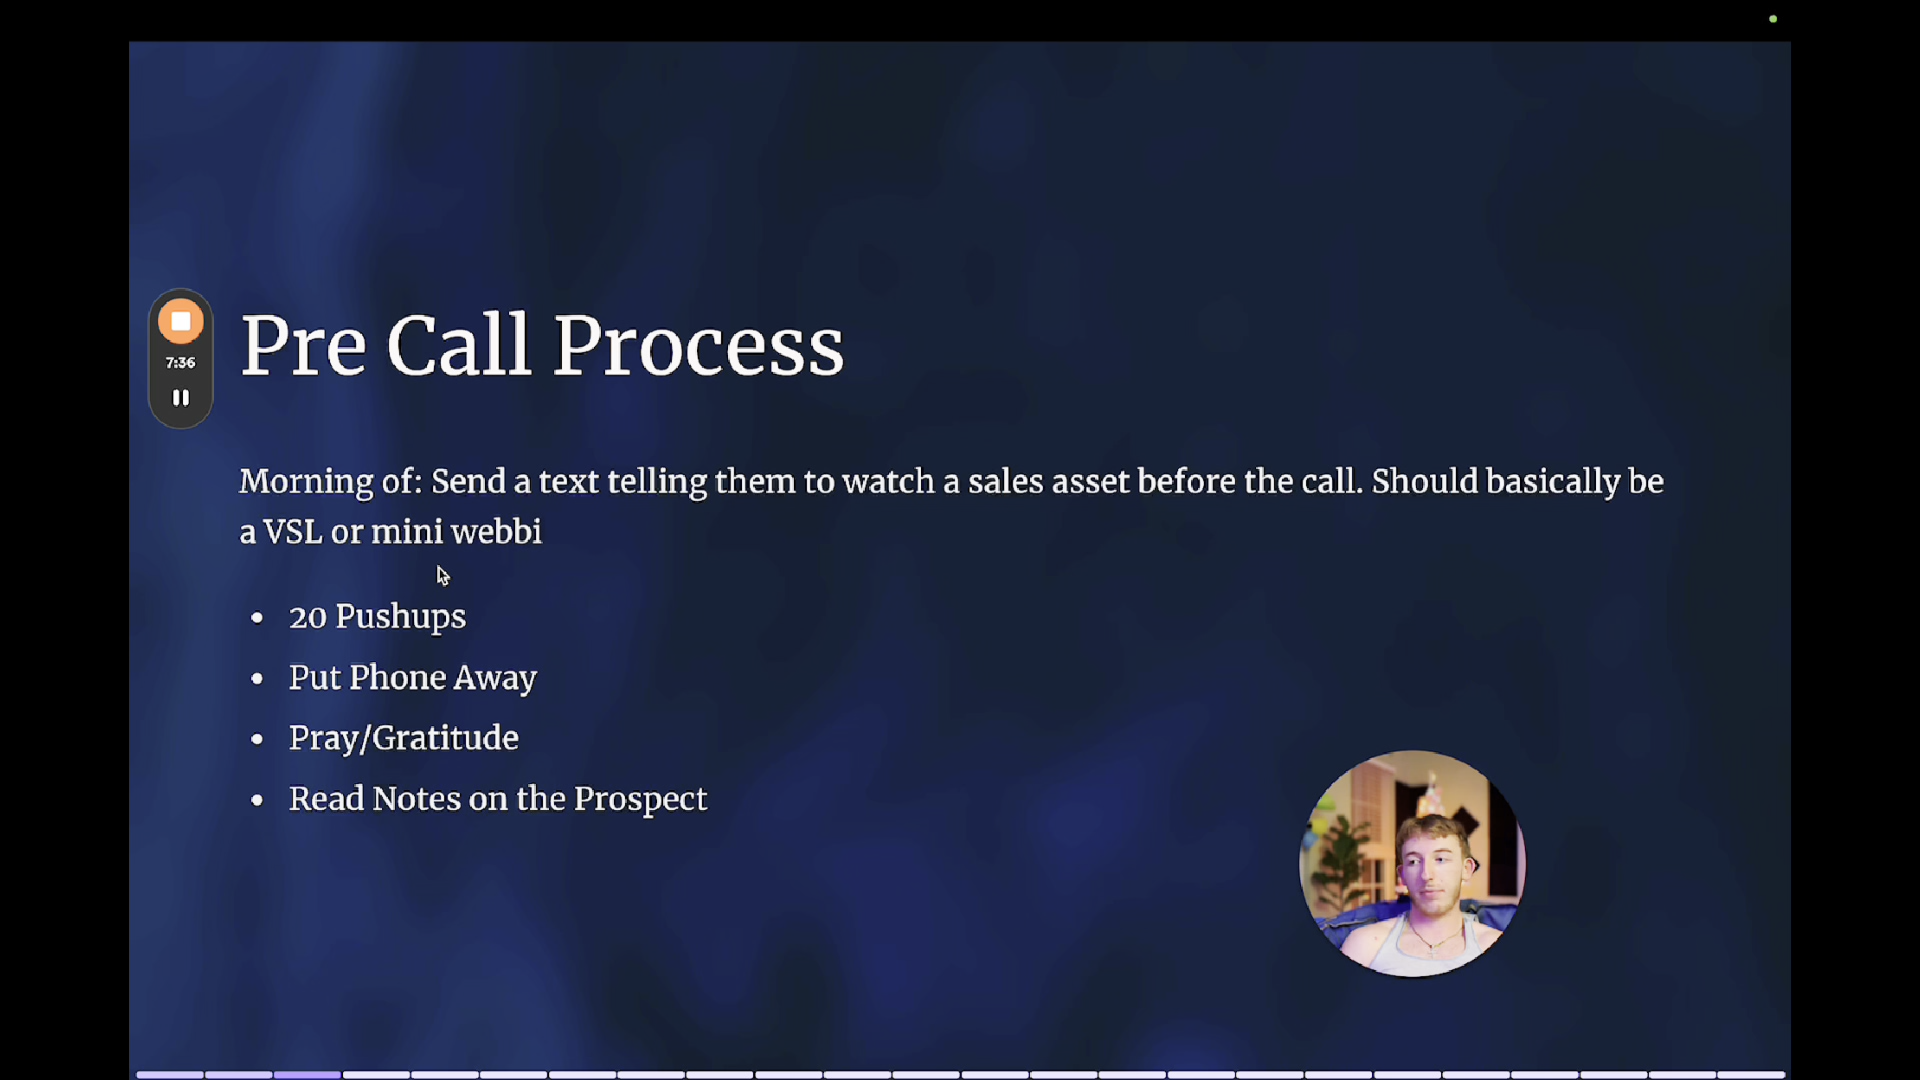 7:36
Pre Call Process
Morning of: Send a text telling them to watch a sales asset before the call. Should basically be
a VSL or mini webbi
• 20 Pushups
• Put Phone Away
• Pray/Gratitude
• Read Notes on the Prospect